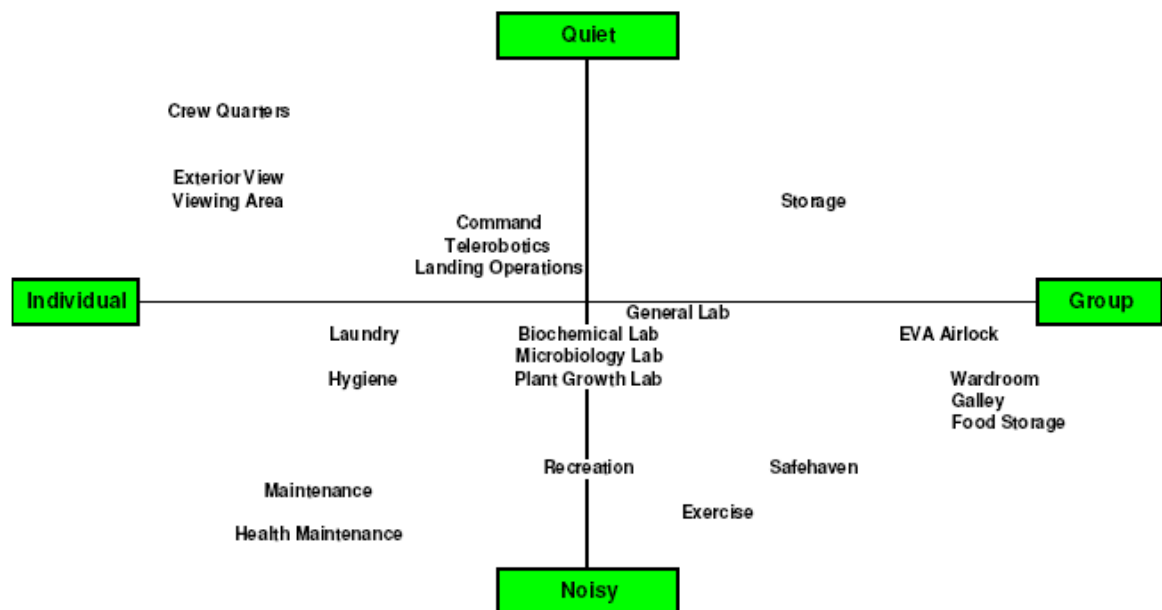 Quiet
Crew Quarters
Exterior View
Viewing Area
Storage
Command
Telerobotics
Landing Operations
Individual
Group
General Lab
Laundry
Biochemical Lab
EVA Airlock
Microbiology Lab
Hygiene
Plant Growth Lab
Wardroom
Galley
Food Storage
Recreation
Safehaven
Maintenance
Exercise
Health Maintenance
Noisy